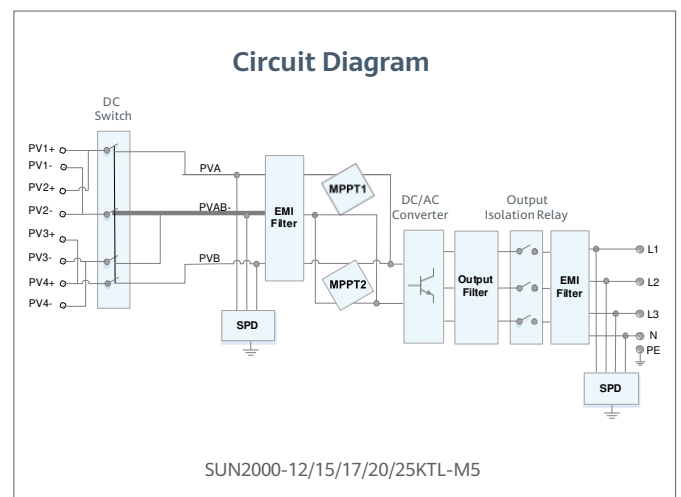 Circuit Diagram
DC
Switch
PV1+
PV1-
PV2+
PV2-
PV3+
PV3-
PV4+
PV4-
PVA
PVAB-
PVB
EMI
Filter
SPD
MPPT1
MPPT2
DC/AC
Converter
Output
Filter
Output
Isolation Relay
EMI
Filter
L1
L2
L3
N
PE
SPD
SUN2000-12/15/17/20/25KTL-M5